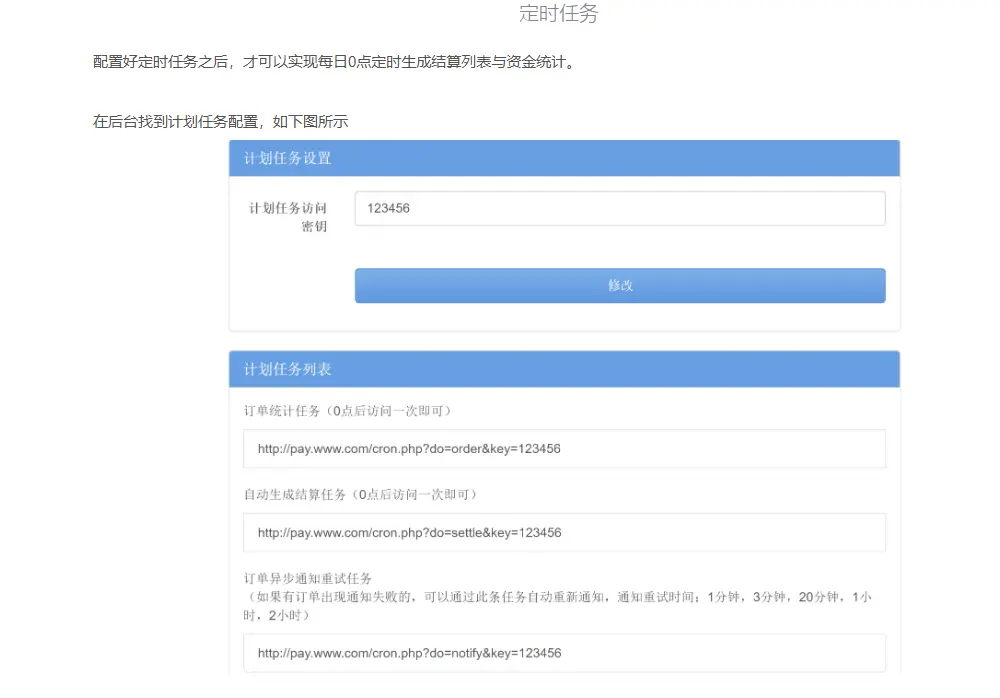 定时任务
配置好定时任务之后，才可以实现每日0点定时生成结算列表与资金统计。
在后台找到计划任务配置，如下图所示
计划任务设置
计划任务访问
密钥
123456
修改
计划任务列表
订单统计任务（0点后访问一次即可）
http://pay.www.com/cron.php?do=order&key=123456
自动生成结算任务（0点后访问一次即可）
http://pay.www.com/cron.php?do=settle&key=123456
订单异步通知重试任务
（如果有订单出现通知失败的，可以通过此条任务自动重新通知，通知重试时间：1分钟，3分钟，20分钟，1小
时，2小时）
http://pay.www.com/cron.php?do=notify&key=123456